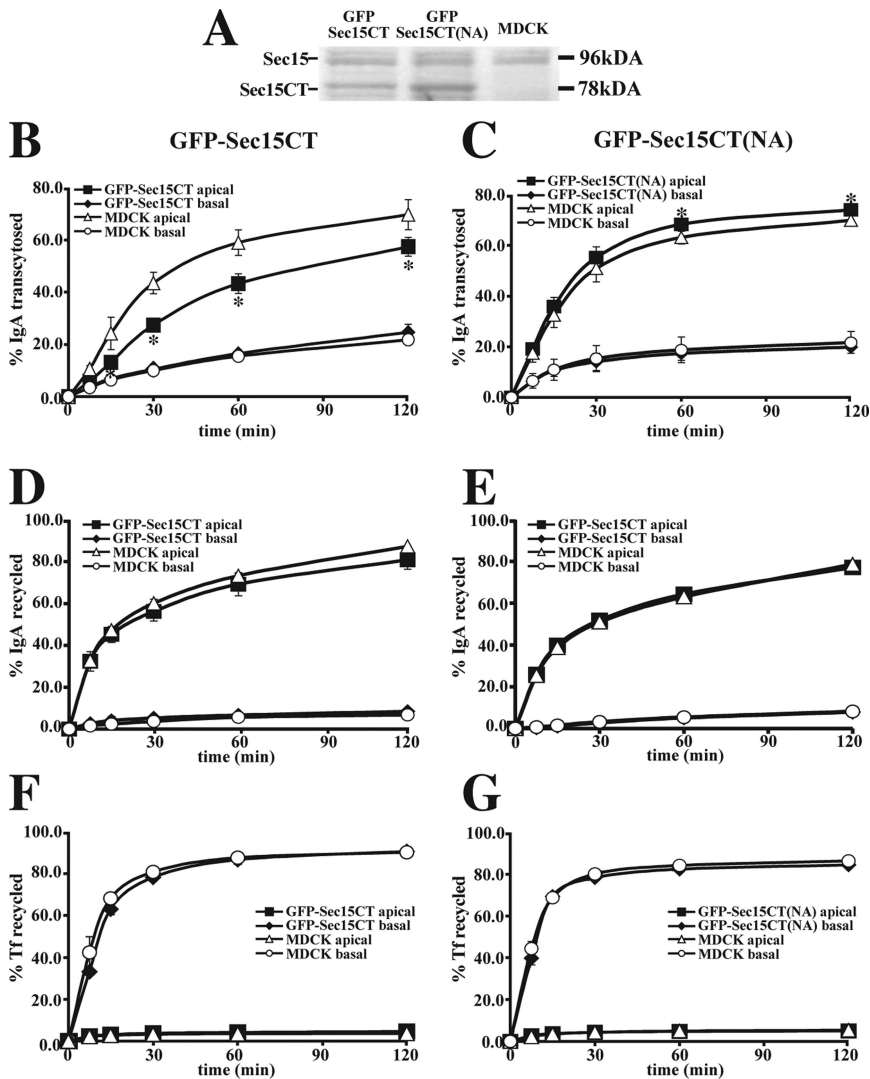 A
GFP
Sec15CT
GFP
Sec15CT(NA)
MDCK
Sec15
96kDA
Sec15CT
78kDA
B
GFP-Sec15CT
C
GFP-Sec15CT(NA)
% IgA transcytosed
80.0
60.0
40.0
20.0
0.0
GFP-Sec15CT apical
GFP-Sec15CT basal
MDCK apical
MDCK basal
*
*
*
*
0 30 60 90 120
time (min)
% IgA transcytosed
80.0
60.0
40.0
20.0
0.0
GFP-Sec15CT(NA) apical
GFP-Sec15CT(NA) basal
MDCK apical
MDCK basal
*
*
0 30 60 90 120
time (min)
D
% IgA recycled
100.0
80.0
60.0
40.0
20.0
0.0
GFP-Sec15CT apical
GFP-Sec15CT basal
MDCK apical
MDCK basal
0 30 60 90 120
time (min)
E
% IgA recycled
100.0
80.0
60.0
40.0
20.0
0.0
GFP-Sec15CT apical
GFP-Sec15CT basal
MDCK apical
MDCK basal
0 30 60 90 120
time (min)
F
% Tf recycled
100.0
80.0
60.0
40.0
20.0
0.0
GFP-Sec15CT apical
GFP-Sec15CT basal
MDCK apical
MDCK basal
0 30 60 90 120
time (min)
G
% Tf recycled
100.0
80.0
60.0
40.0
20.0
0.0
GFP-Sec15CT(NA) apical
GFP-Sec15CT(NA) basal
MDCK apical
MDCK basal
0 30 60 90 120
time (min)